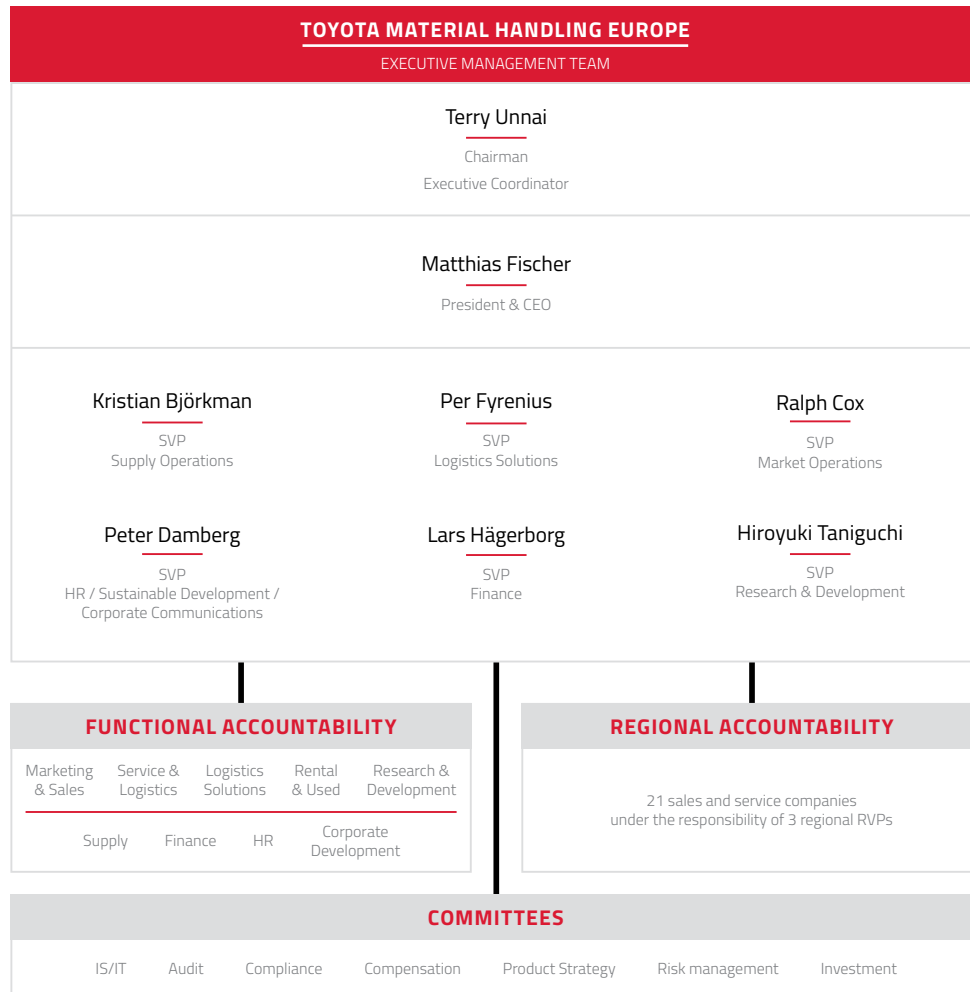 TOYOTA MATERIAL HANDLING EUROPE
EXECUTIVE MANAGEMENT TEAM
Terry Unnai
Chairman
Executive Coordinator
Matthias Fischer
President & CEO
Kristian Björkman
SVP
Supply Operations
Per Fyrenius
SVP
Logistics Solutions
Ralph Cox
SVP
Market Operations
Peter Damberg
SVP
HR / Sustainable Development /
Corporate Communications
Lars Hägerborg
SVP
Finance
Hiroyuki Taniguchi
SVP
Research & Development
FUNCTIONAL ACCOUNTABILITY
Marketing
& Sales
Service &
Logistics
Logistics
Solutions
Rental
& Used
Research &
Development
Supply
Finance
HR
Corporate
Development
REGIONAL ACCOUNTABILITY
21 sales and service companies
under the responsibility of 3 regional RVPs
COMMITTEES
IS/IT
Audit
Compliance
Compensation
Product Strategy
Risk management
Investment